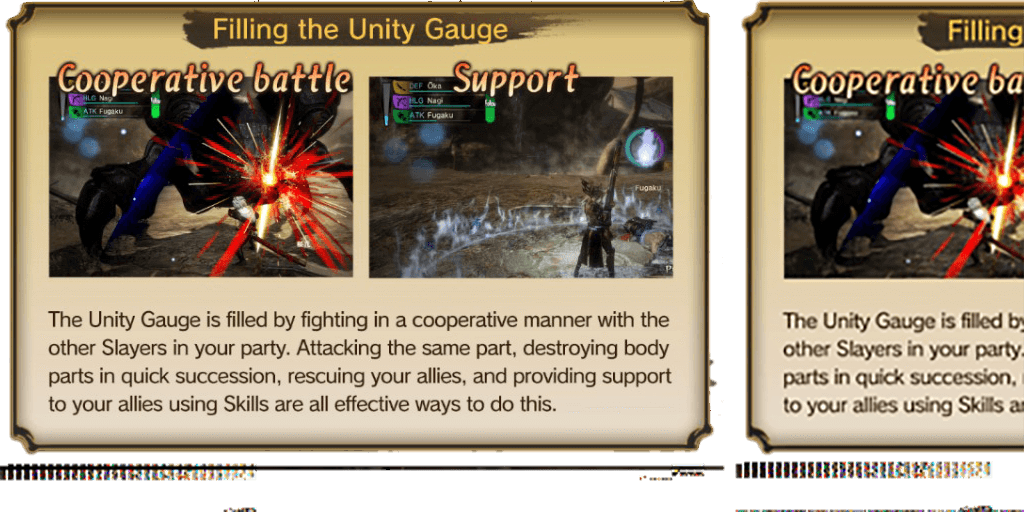 Filling the Unity Gauge
Cooperative battle
Support
HLG Nagi
ATK Fugaku
DEF Ōka
HLG Nagi
ATK Fugaku
Fugaku
The Unity Gauge is filled by fighting in a cooperative manner with the
other Slayers in your party. Attacking the same part, destroying body
parts in quick succession, rescuing your allies, and providing support
to your allies using Skills are all effective ways to do this.
Filling
Cooperative
ATK Fugaku
The Unity Gauge is filled by
other Slayers in your party.
parts in quick succession,
to your allies using Skills